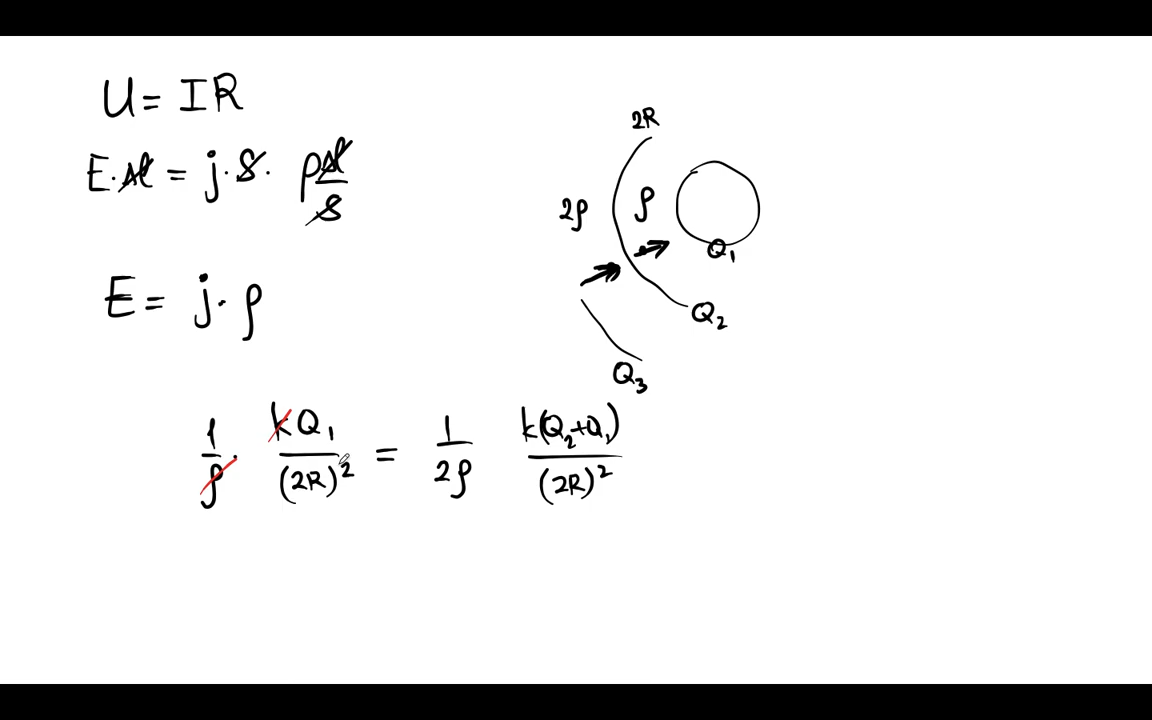 U = IR
E·Δl = j·S· ρΔl/S
E = j·ρ
2R
2ρ ρ
Q₁
Q₂
Q₃
1/ρ · kQ₁/(2R)² = 1/2ρ k(Q₂+Q₁)/(2R)²